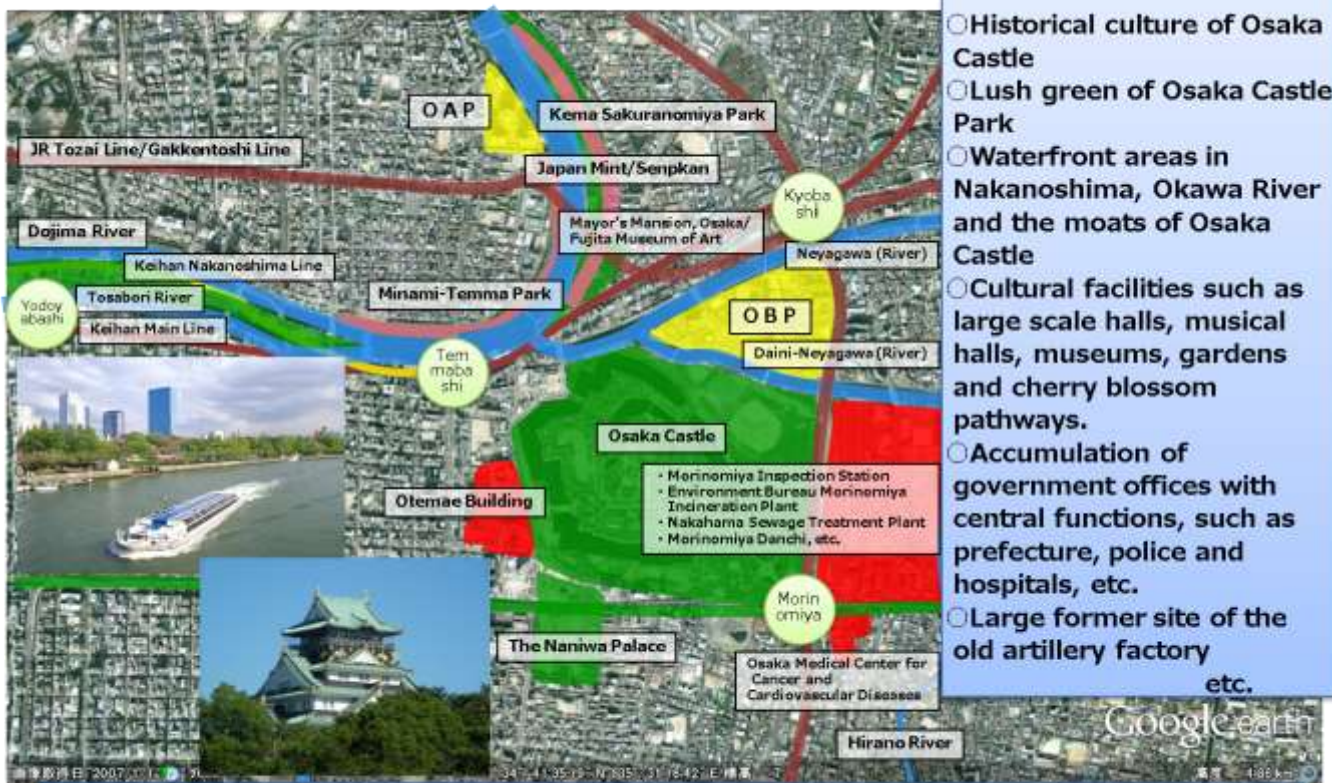 OAP
Kema Sakuranomiya Park
JR Tozai Line/Gakkentoshi Line
Japan Mint/Senpkan
Kyoba
shi
Mayor's Mansion, Osaka/
Fujita Museum of Art
Dojima River
Neyagawa (River)
Keihan Nakanoshima Line
Minami-Temma Park
Yodoy
abashi
Tosabori River
Keihan Main Line
OBP
Tem
maba
shi
Daini-Neyagawa (River)
Osaka Castle
・Morinomiya Inspection Station
・Environment Bureau Morinomiya
Incineration Plant
・Nakahama Sewage Treatment Plant
・Morinomiya Danchi, etc.
Otemae Building
Morin
omiya
The Naniwa Palace
Osaka Medical Center for
Cancer and
Cardiovascular Diseases
Hirano River
○Historical culture of Osaka
Castle
○Lush green of Osaka Castle
Park
○Waterfront areas in
Nakanoshima, Okawa River
and the moats of Osaka
Castle
○Cultural facilities such as
large scale halls, musical
halls, museums, gardens
and cherry blossom
pathways.
○Accumulation of
government offices with
central functions, such as
prefecture, police and
hospitals, etc.
○Large former site of the
old artillery factory
etc.
Google earth